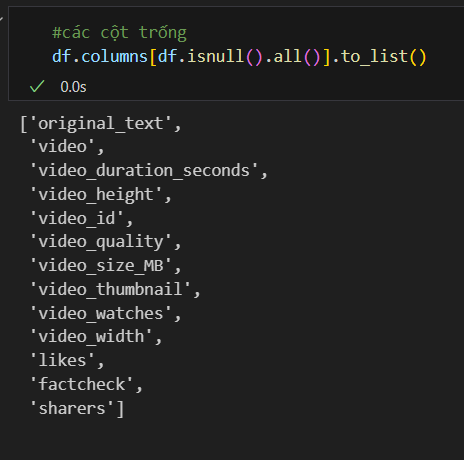 #các cột trống
df.columns[df.isnull().all()].to_list()
0.0s
['original_text',
'video',
'video_duration_seconds',
'video_height',
'video_id',
'video_quality',
'video_size_MB',
'video_thumbnail',
'video_watches',
'video_width',
'likes',
'factcheck',
'sharers']